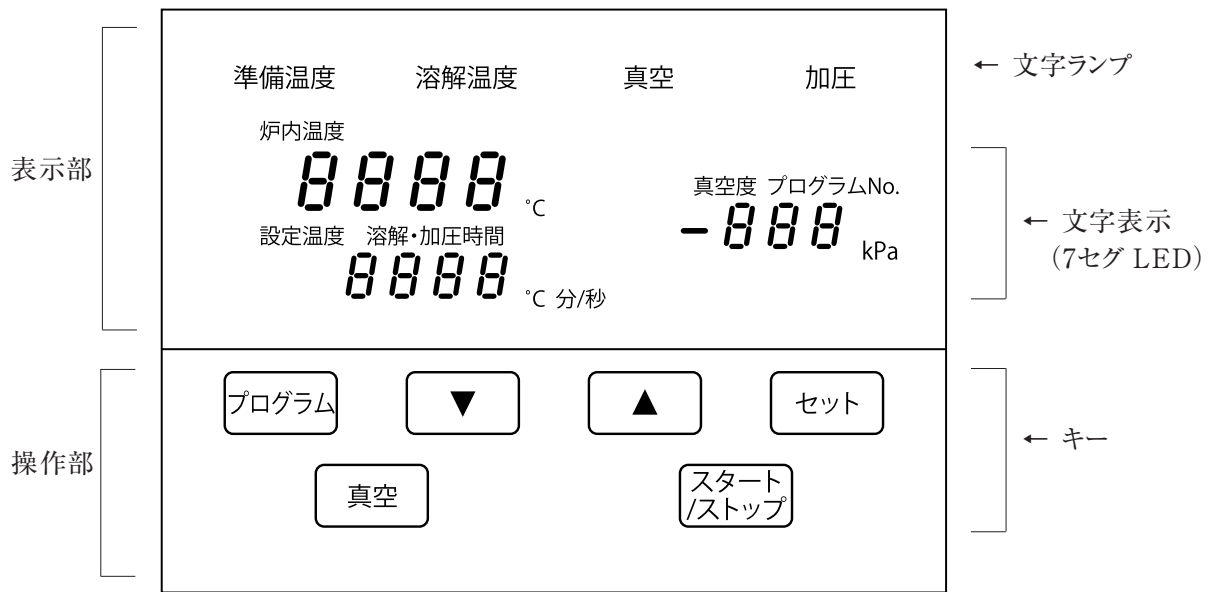 準備温度 溶解温度 真空 加圧
← 文字ランプ
炉内温度
8888 °C
表示部
真空度 プログラムNo.
-888 kPa
← 文字表示
(7セグ LED)
設定温度 溶解・加圧時間
8888 °C 分/秒
プログラム ▼ ▲ セット
← キー
操作部
真空
スタート
/ストップ